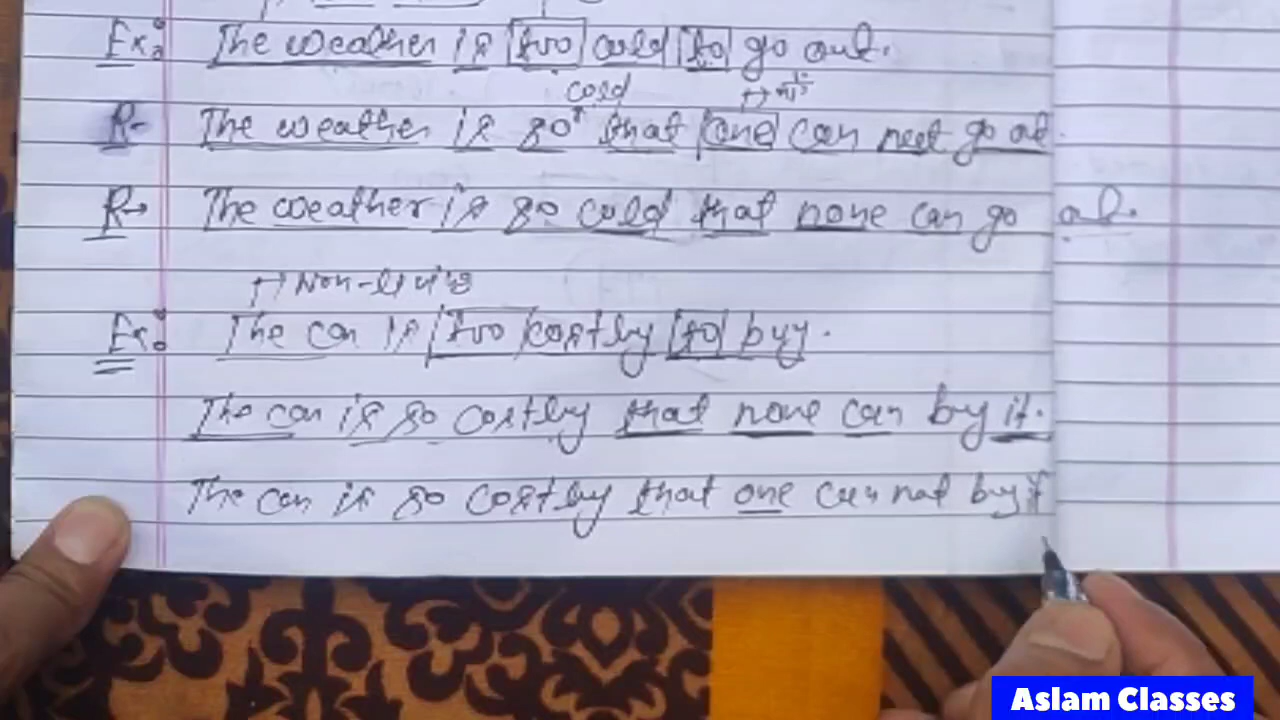 Ex: The weather is too cold to go out.
cold
R- The weather is so that one can not go out.
R→ The weather is so cold that none can go out.
→ Non-living
Ex: The car is too costly to buy.
The car is so costly that none can buy it.
The car is so costly that one can not buy it
Aslam Classes